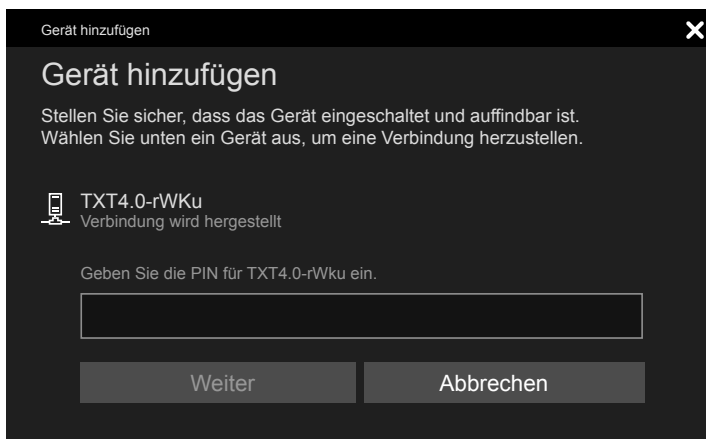 Gerät hinzufügen
Gerät hinzufügen
Stellen Sie sicher, dass das Gerät eingeschaltet und auffindbar ist.
Wählen Sie unten ein Gerät aus, um eine Verbindung herzustellen.
TXT4.0-rWKu
Verbindung wird hergestellt
Geben Sie die PIN für TXT4.0-rWku ein.
Weiter
Abbrechen